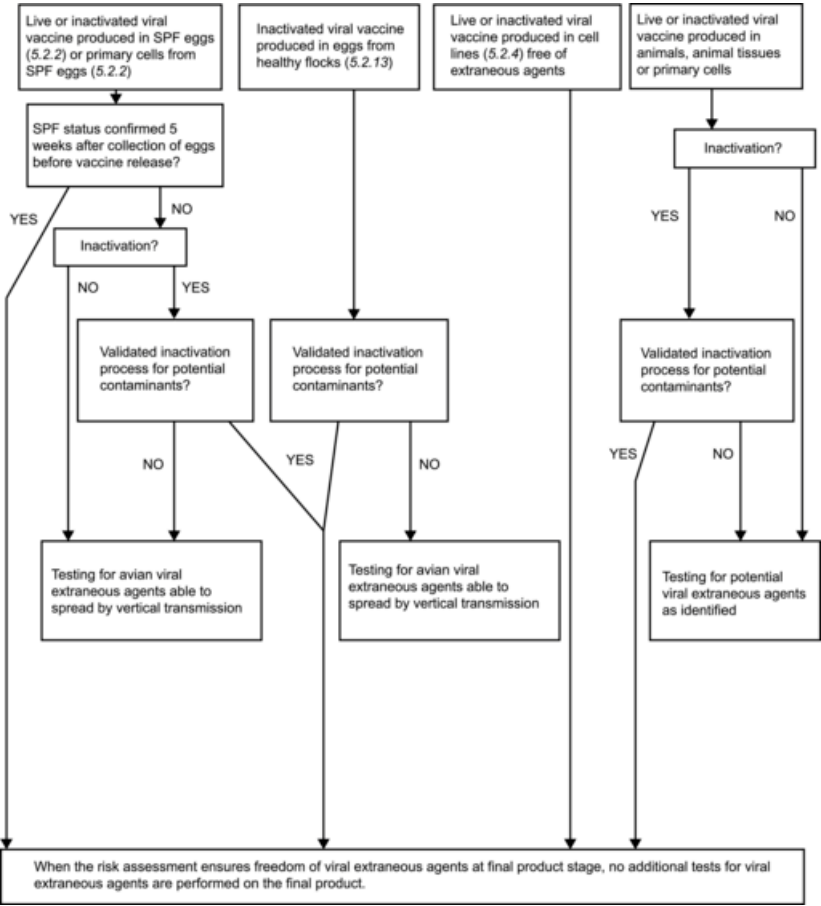 Live or inactivated viral
vaccine produced in SPF eggs
(5.2.2) or primary cells from
SPF eggs (5.2.2)
Inactivated viral vaccine
produced in eggs from
healthy flocks (5.2.13)
Live or inactivated viral
vaccine produced in cell
lines (5.2.4) free of
extraneous agents
Live or inactivated viral
vaccine produced in
animals, animal tissues
or primary cells
SPF status confirmed 5
weeks after collection of eggs
before vaccine release?
Inactivation?
YES
NO
YES
NO
Inactivation?
NO
YES
Validated inactivation
process for potential
contaminants?
Validated inactivation
process for potential
contaminants?
Validated inactivation
process for potential
contaminants?
NO
YES
NO
YES
NO
Testing for avian viral
extraneous agents able to
spread by vertical transmission
Testing for avian viral
extraneous agents able to
spread by vertical transmission
Testing for potential
viral extraneous agents
as identified
When the risk assessment ensures freedom of viral extraneous agents at final product stage, no additional tests for viral
extraneous agents are performed on the final product.